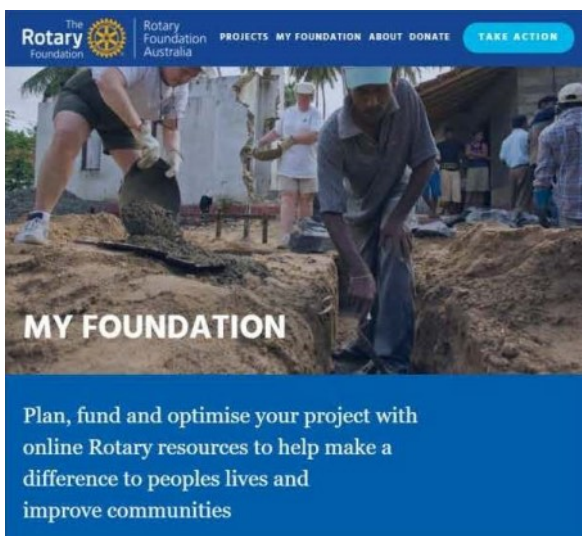 The
Rotary
Foundation
Rotary
Foundation
Australia
PROJECTS MY FOUNDATION ABOUT DONATE TAKE ACTION
MY FOUNDATION
Plan, fund and optimise your project with
online Rotary resources to help make a
difference to peoples lives and
improve communities